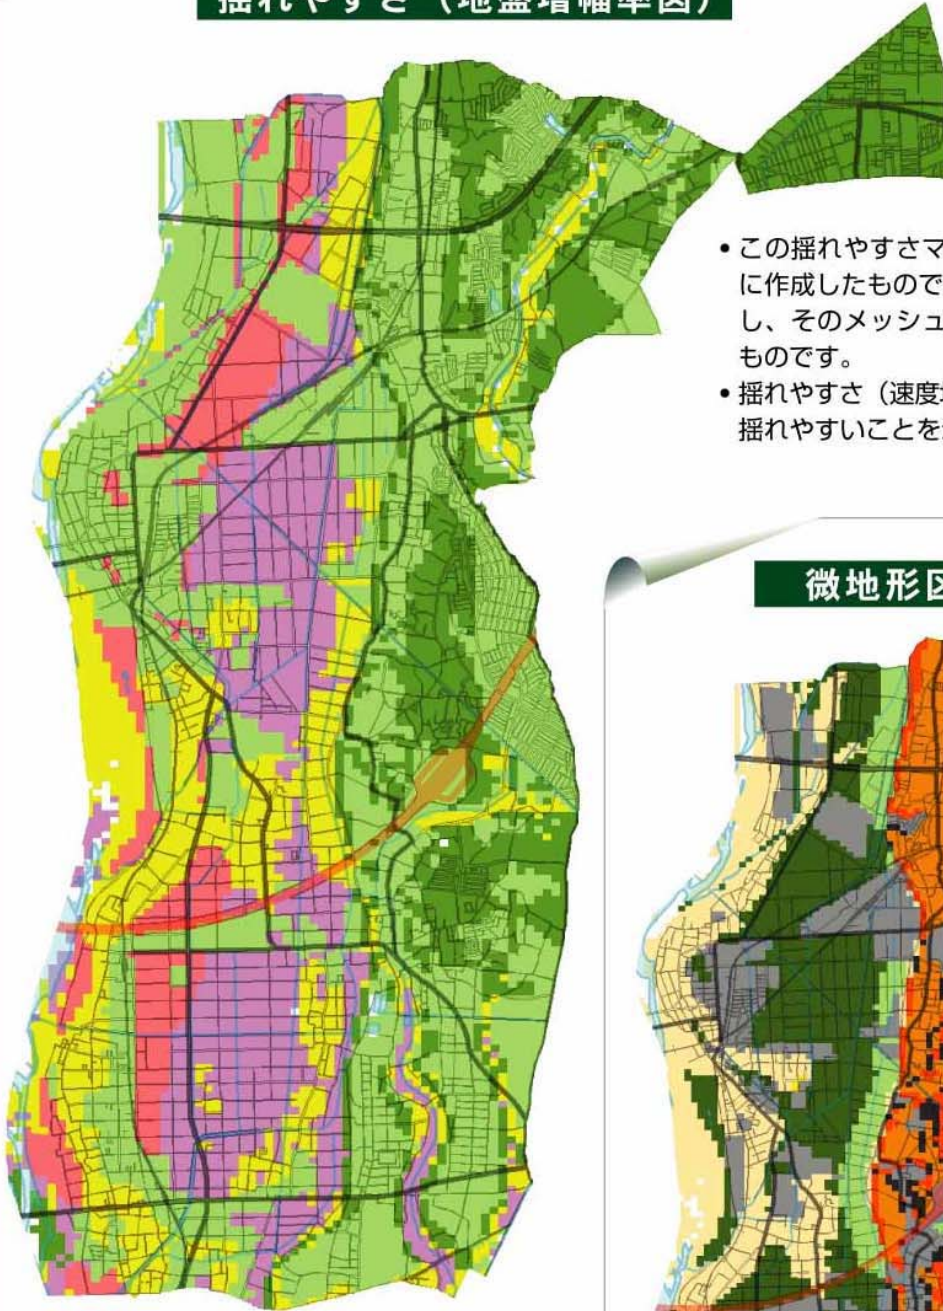 揺れやすさ（地盤増幅率図）
• この揺れやすさマ
に作成したもので
し、そのメッシュ
ものです。
• 揺れやすさ（速度
揺れやすいことを
微地形区